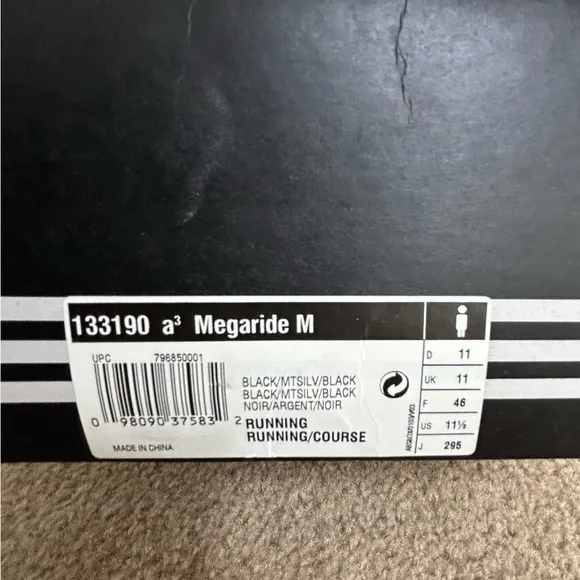 133190 a³ Megaride M
UPC 796850001
BLACK/MTSILV/BLACK
BLACK/MTSILV/BLACK
NOIR/ARGENT/NOIR
0 98090 37583 2
RUNNING
RUNNING/COURSE
MADE IN CHINA
D 11
UK 11
F 46
US 11½
J 295